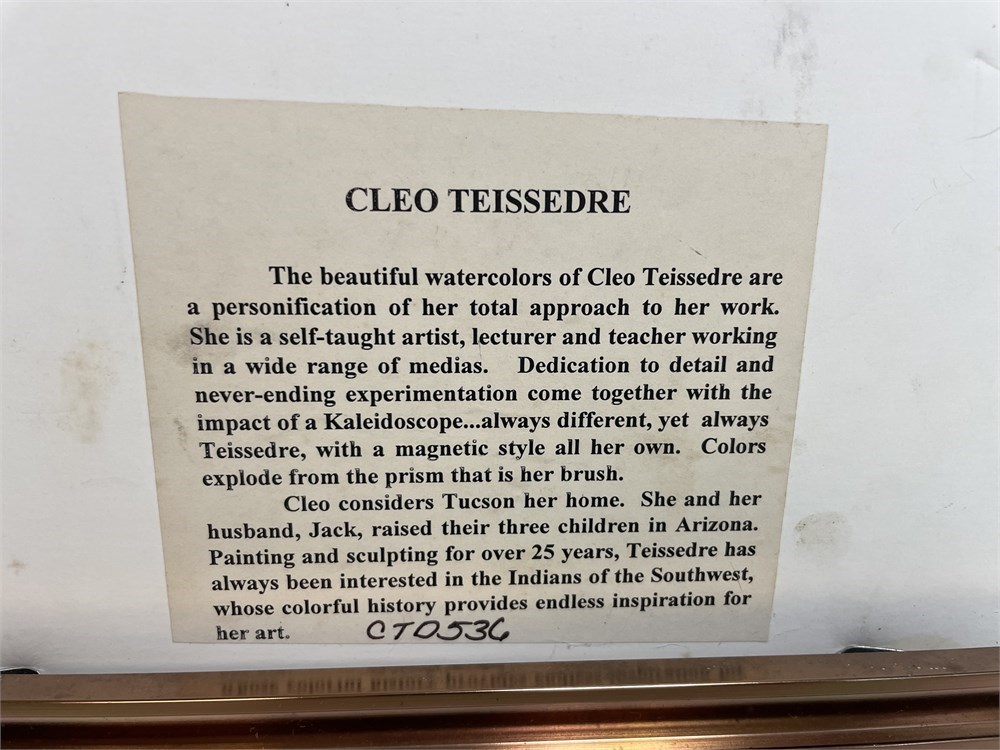 CLEO TEISSEDRE
The beautiful watercolors of Cleo Teissedre are
a personification of her total approach to her work.
She is a self-taught artist, lecturer and teacher working
in a wide range of medias. Dedication to detail and
never-ending experimentation come together with the
impact of a Kaleidoscope...always different, yet always
Teissedre, with a magnetic style all her own. Colors
explode from the prism that is her brush.
Cleo considers Tucson her home. She and her
husband, Jack, raised their three children in Arizona.
Painting and sculpting for over 25 years, Teissedre has
always been interested in the Indians of the Southwest,
whose colorful history provides endless inspiration for
her art. CT0536